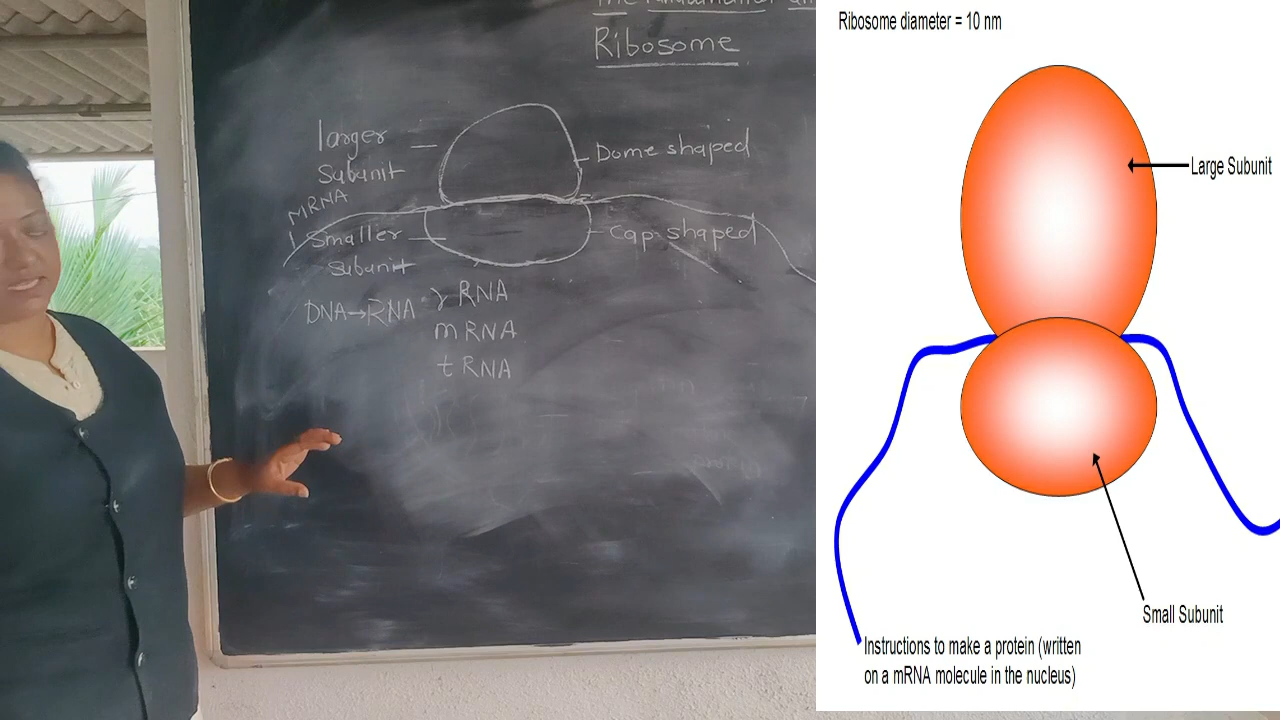 Ribosome
larger
subunit
Dome shaped
mRNA
Smaller
subunit
Cap shaped
DNA→RNA
rRNA
mRNA
tRNA
Ribosome diameter = 10 nm
Large Subunit
Small Subunit
Instructions to make a protein (written
on a mRNA molecule in the nucleus)